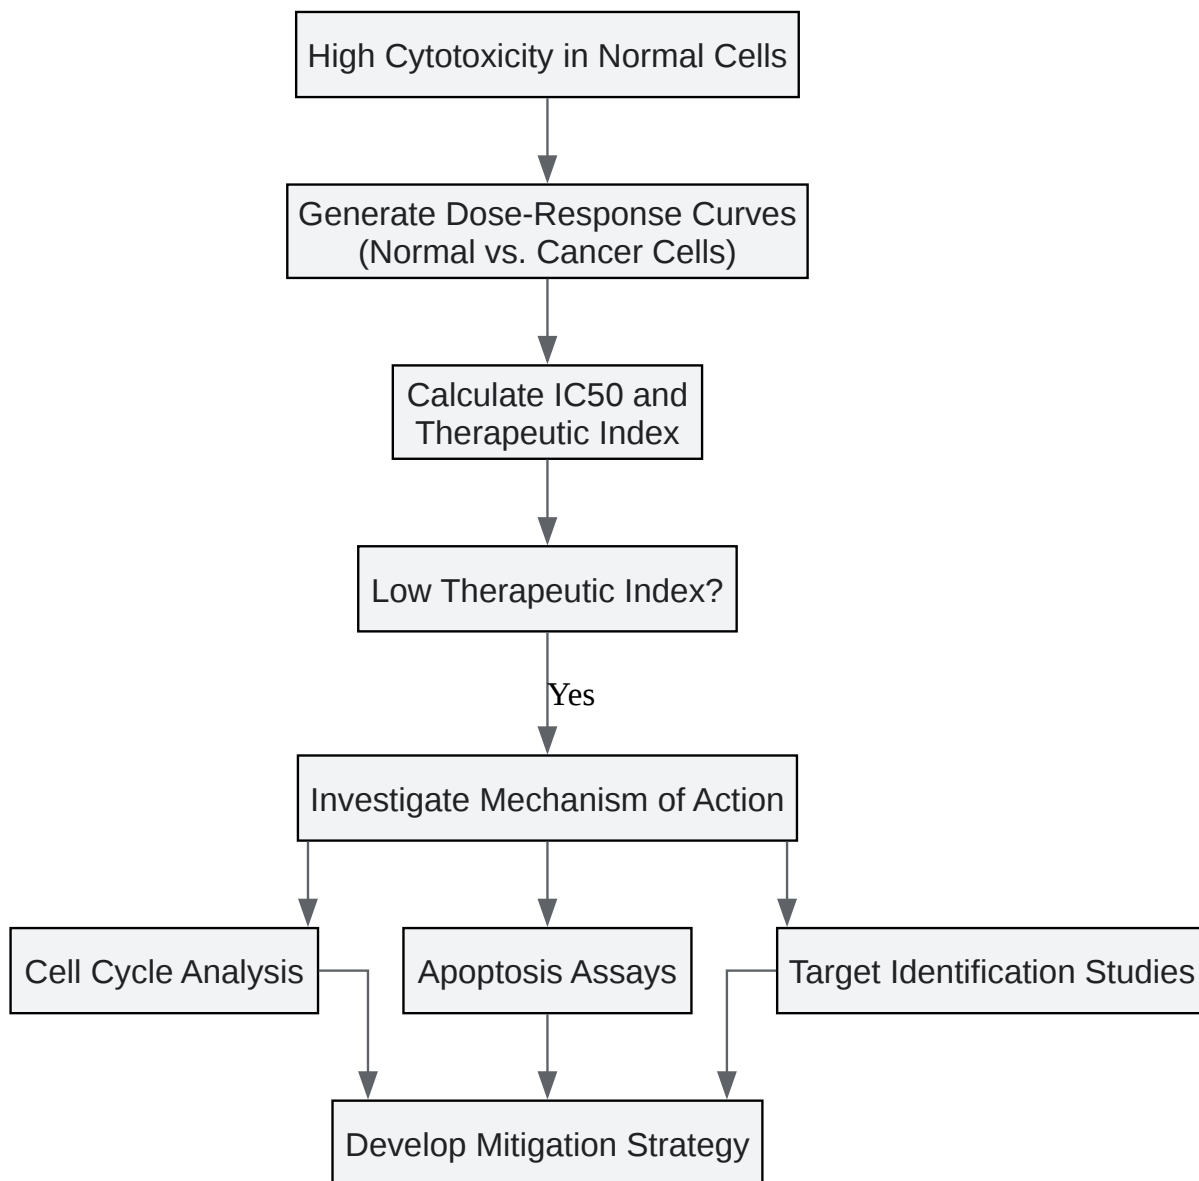 High Cytotoxicity in Normal Cells
Generate Dose-Response Curves
(Normal vs. Cancer Cells)
Calculate IC50 and
Therapeutic Index
Low Therapeutic Index?
Yes
Investigate Mechanism of Action
Cell Cycle Analysis
Apoptosis Assays
Target Identification Studies
Develop Mitigation Strategy